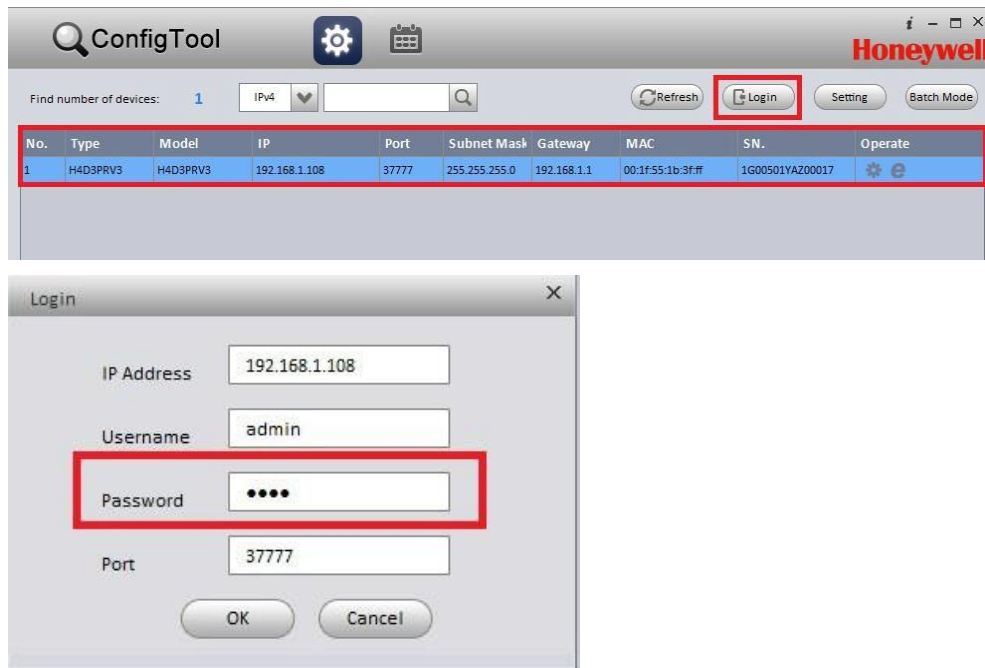 ConfigTool
i
Honeywell
Find number of devices: 1 IPv4 Refresh Login Setting Batch Mode
No. Type Model IP Port Subnet Mask Gateway MAC SN. Operate
1 H4D3PRV3 H4D3PRV3 192.168.1.108 37777 255.255.255.0 192.168.1.1 00:1f:55:1b:3f:ff 1G00501YAZ00017
Login
IP Address 192.168.1.108
Username admin
Password ••••
Port 37777
OK Cancel